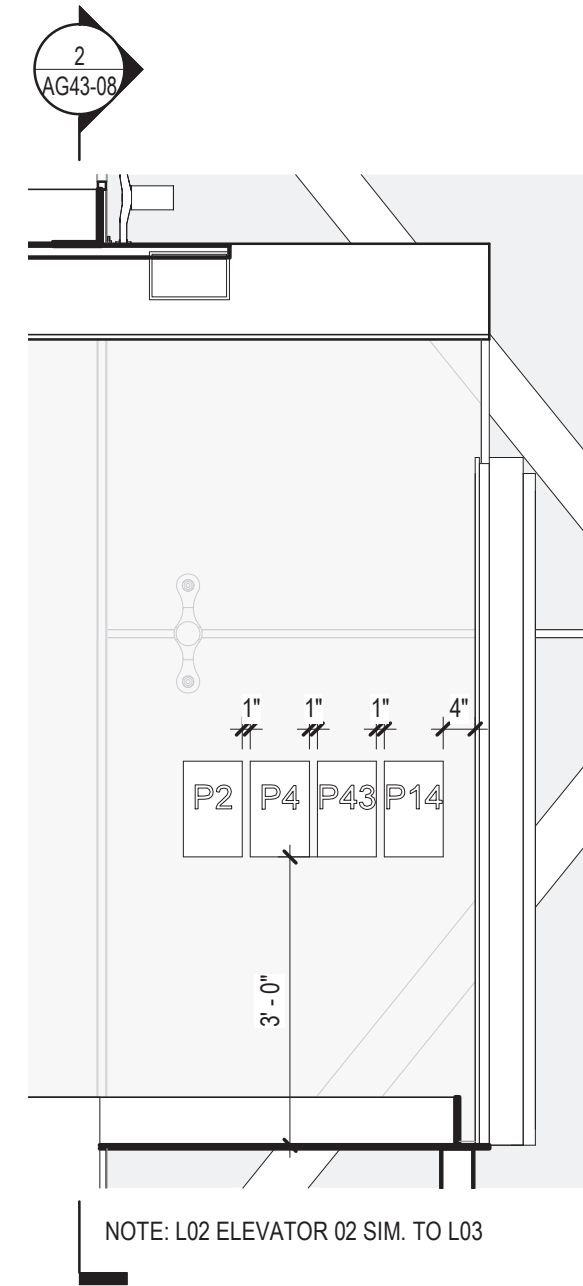 2
AG43-08
1" 1" 1" 4"
P2 P4 P43 P14
3' - 0"
NOTE: L02 ELEVATOR 02 SIM. TO L03